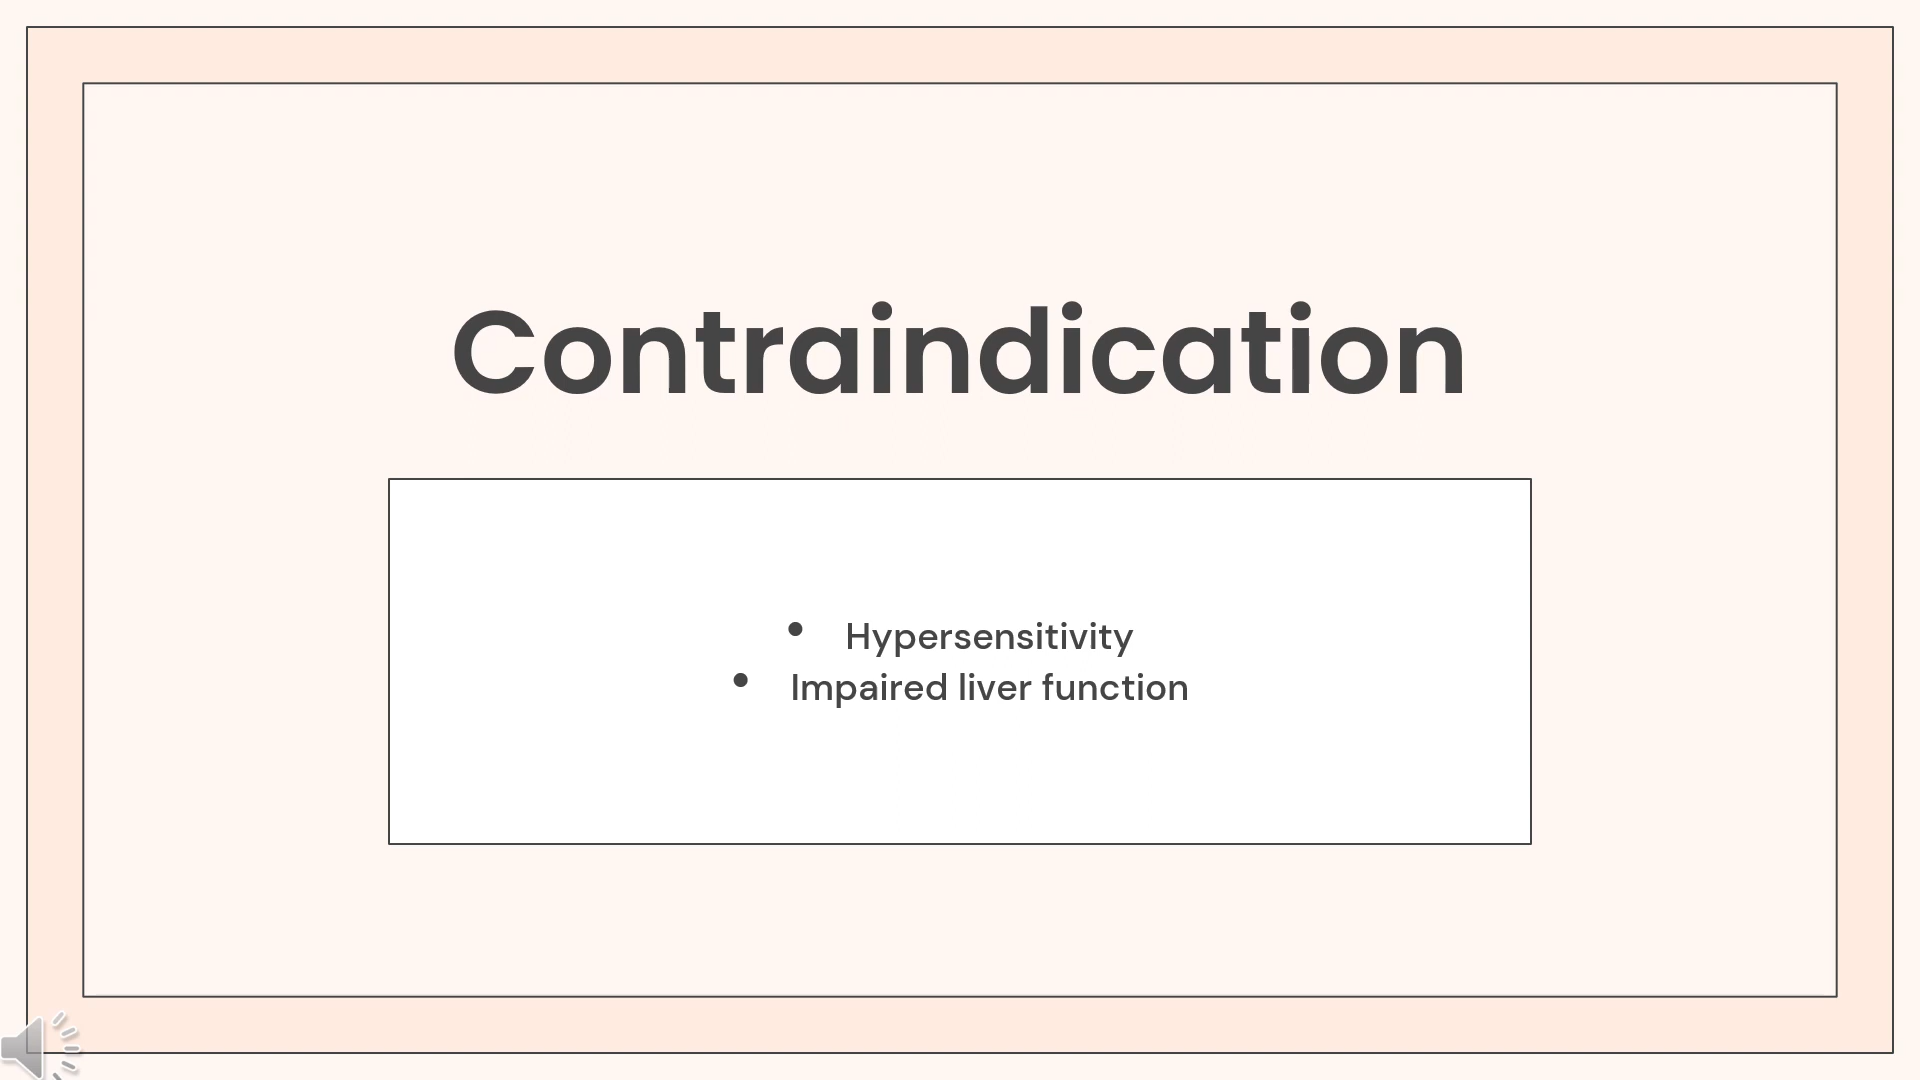 Contraindication
• Hypersensitivity
• Impaired liver function